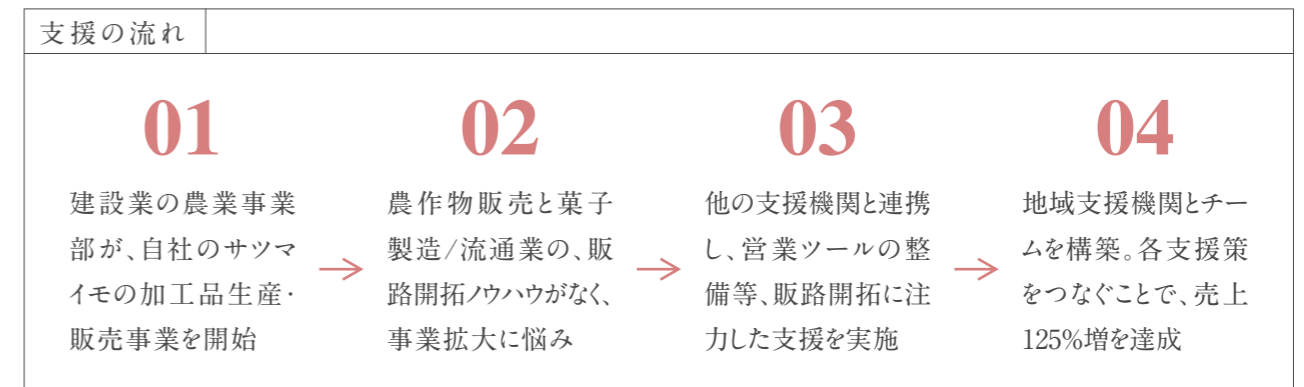 支援の流れ
01
建設業の農業事業
部が、自社のサツマ
イモの加工品生産・
販売事業を開始
02
農作物販売と菓子
製造/流通業の、販
路開拓ノウハウがなく、
事業拡大に悩み
03
他の支援機関と連携
し、営業ツールの整
備等、販路開拓に注
力した支援を実施
04
地域支援機関とチー
ムを構築。各支援策
をつなぐことで、売上
125%増を達成